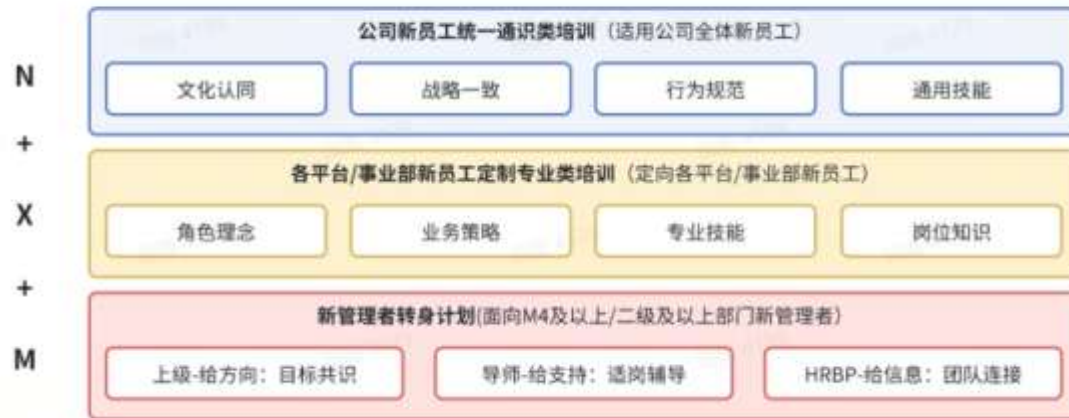 公司新员工统一通识类培训（适用公司全体新员工）
N
文化认同 战略一致 行为规范 通用技能
+
各平台/事业部新员工定制专业类培训（定向各平台/事业部新员工）
X
角色理念 业务策略 专业技能 岗位知识
+
新管理者转身计划(面向M4及以上/二级及以上部门新管理者）
M
上级-给方向：目标共识 导师-给支持：适岗辅导 HRBP-给信息：团队连接